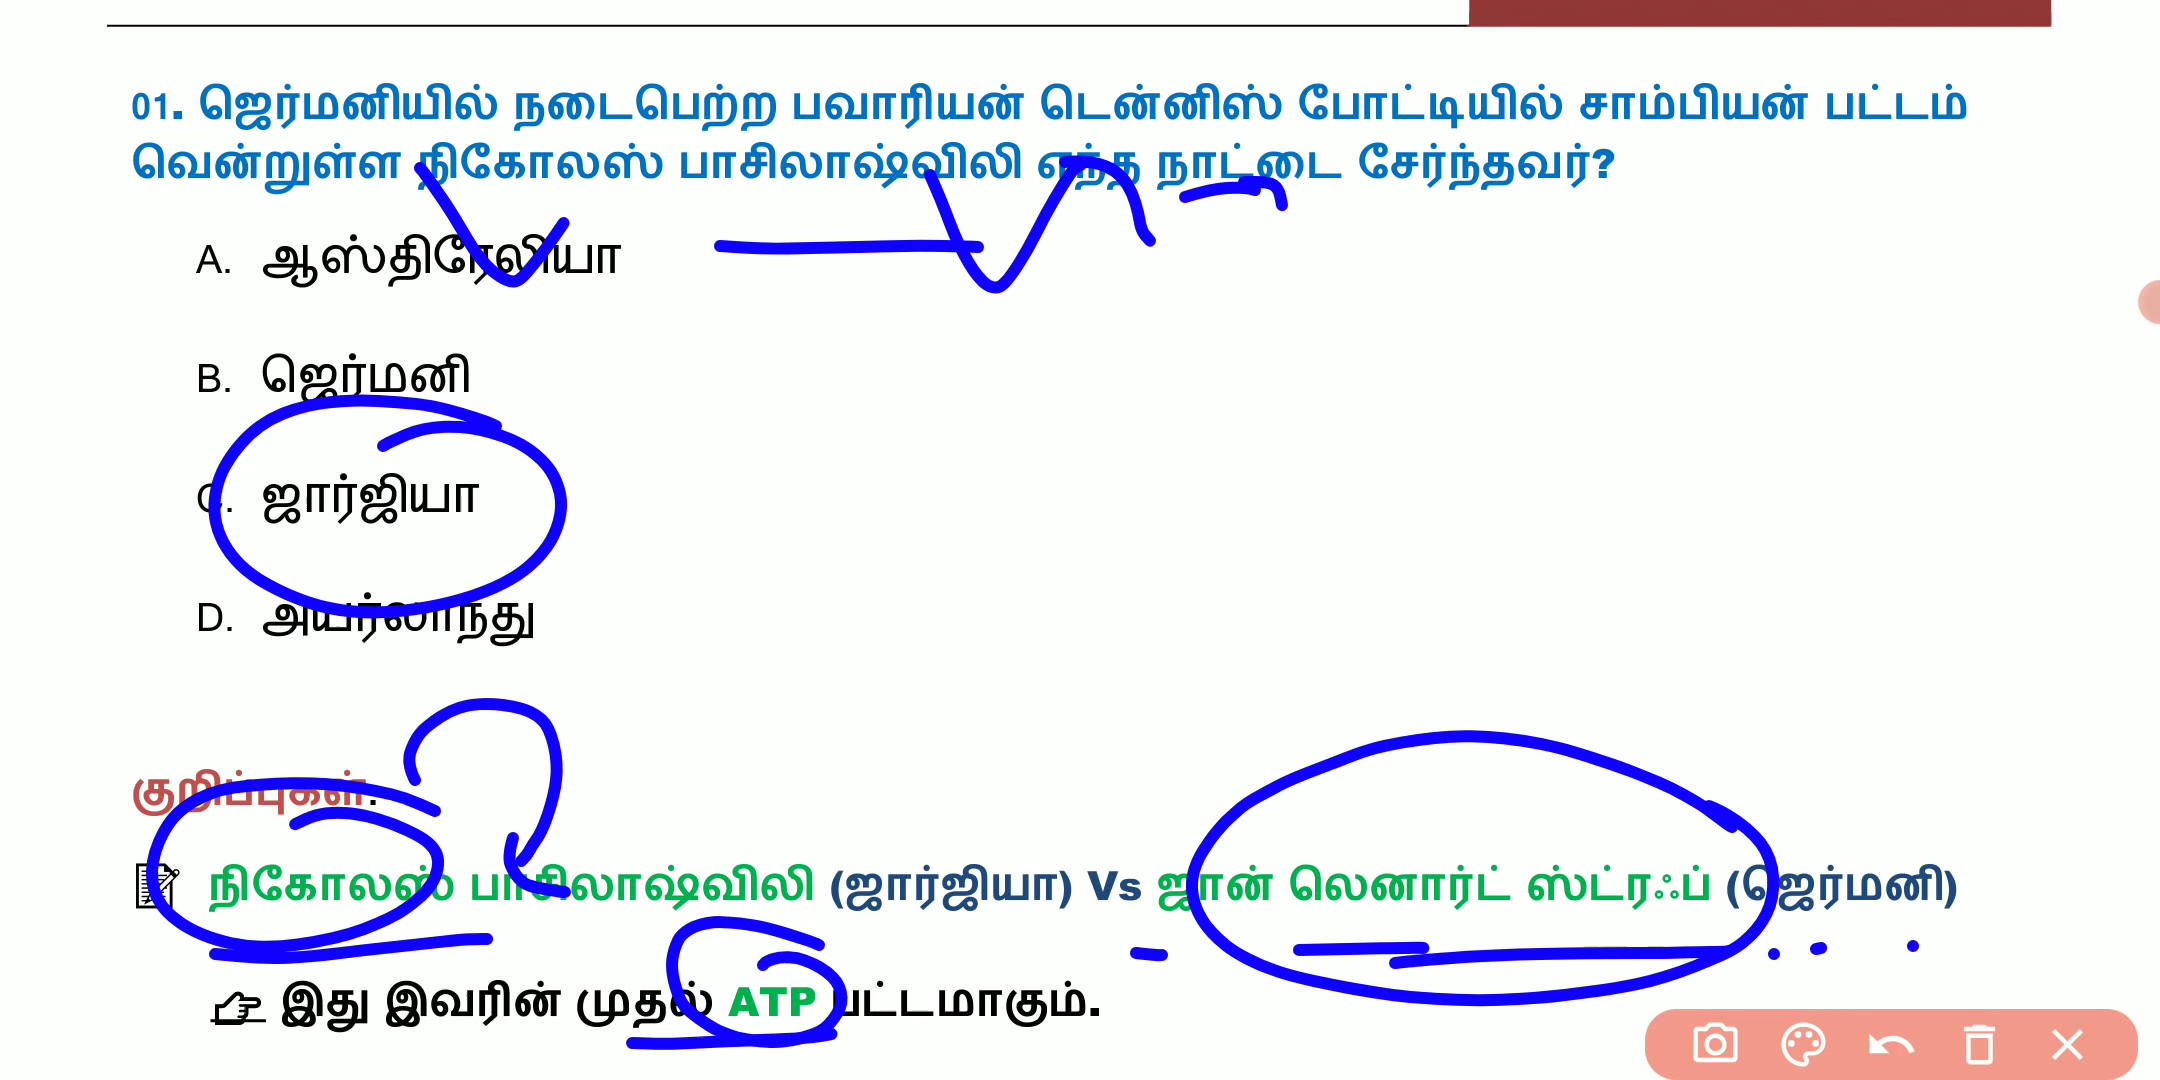 01. ஜெர்மனியில் நடைபெற்ற பவாரியன் டென்னிஸ் போட்டியில் சாம்பியன் பட்டம்
வென்றுள்ள நிகோலஸ் பாசிலாஷ்விலி எந்த நாட்டை சேர்ந்தவர்?
A. ஆஸ்திரேலியா
B. ஜெர்மனி
C. ஜார்ஜியா
D. அயர்லாந்து
குறிப்புகள்:
நிகோலஸ் பாசிலாஷ்விலி (ஜார்ஜியா) Vs ஜான் லெனார்ட் ஸ்ட்ரஃப் (ஜெர்மனி)
இது இவரின் முதல் ATP பட்டமாகும்.